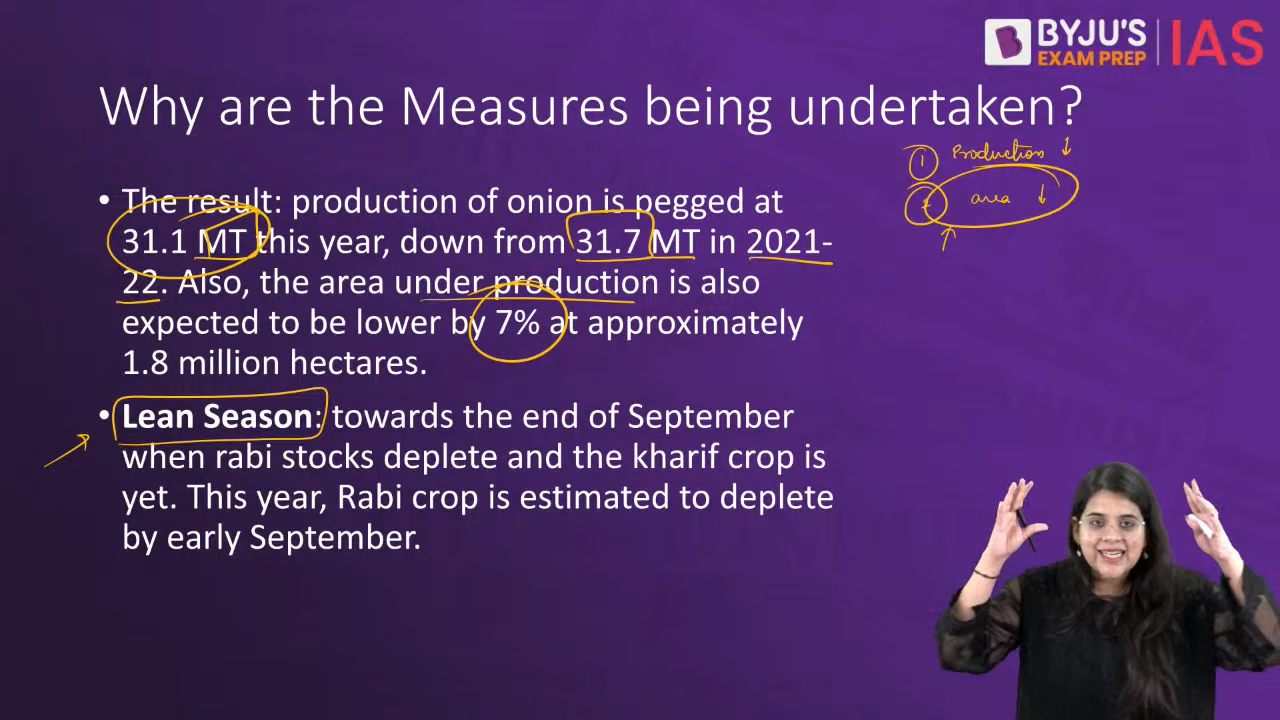 BYJU'S
EXAM PREP
IAS
Why are the Measures being undertaken?
① Production ↓
area ↓
• The result: production of onion is pegged at
31.1 MT this year, down from 31.7 MT in 2021-
22. Also, the area under production is also
expected to be lower by 7% at approximately
1.8 million hectares.
• Lean Season: towards the end of September
when rabi stocks deplete and the kharif crop is
yet. This year, Rabi crop is estimated to deplete
by early September.